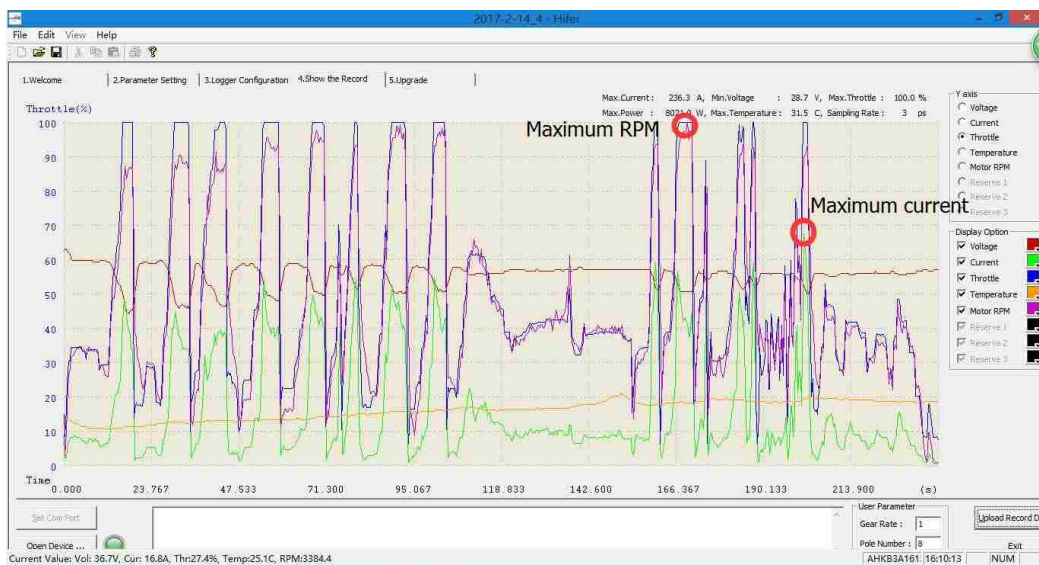 2017-2-14_4 - Hifei
File Edit View Help
1.Welcome 2.Parameter Setting 3.Logger Configuration 4.Show the Record 5.Upgrade
Max.Current : 236.3 A, Min.Voltage : 28.7 V, Max.Throttle : 100.0 %
Max.Power : W, Max.Temperature : 31.5 C, Sampling Rate : 3 ps
Throttle(%)
Maximum RPM
Maximum current
100
90
80
70
60
50
40
30
20
10
0
Time
0.000 23.767 47.533 71.300 95.067 118.833 142.600 166.367 190.133 213.900 (s)
Y axis
Voltage
Current
Throttle
Temperature
Motor RPM
Reserve 1
Reserve 2
Reserve 3
Display Option
Voltage
Current
Throttle
Temperature
Motor RPM
Reserve 1
Reserve 2
Reserve 3
Set Com Port
Open Device ...
User Parameter
Gear Rate : 1
Pole Number : 8
Upload Record D
Exit
Current Value: Vol: 36.7V, Cur: 16.8A, Thr:27.4%, Temp:25.1C, RPM:3384.4
AHKB3A161 16:10:13 NUM